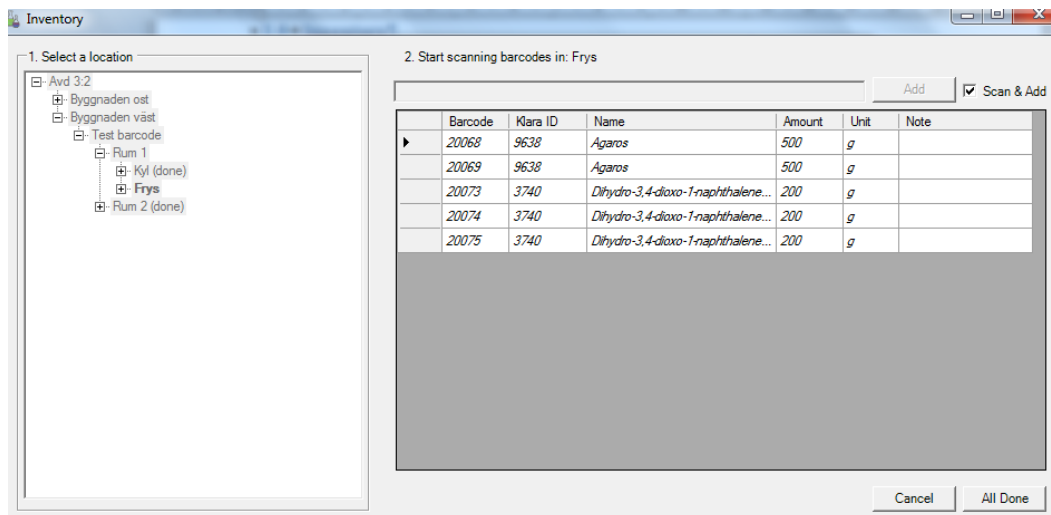 Inventory
1. Select a location
Avd 3:2
Byggnaden ost
Byggnaden väst
Test barcode
Rum 1
Kyl (done)
Frys
Rum 2 (done)
2. Start scanning barcodes in: Frys
Add Scan & Add
Barcode Klara ID Name Amount Unit Note
20068 9638 Agaros 500 g
20069 9638 Agaros 500 g
20073 3740 Dihydro-3,4-dioxo-1-naphthalene... 200 g
20074 3740 Dihydro-3,4-dioxo-1-naphthalene... 200 g
20075 3740 Dihydro-3,4-dioxo-1-naphthalene... 200 g
Cancel All Done